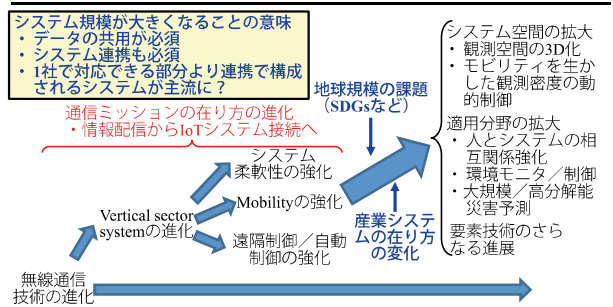 システム規模が大きくなることの意味
・ データの共用が必須
・ システム連携も必須
・ 1社で対応できる部分より連携で構成
されるシステムが主流に？
通信ミッションの在り方の進化
・情報配信からIoTシステム接続へ
地球規模の課題
（SDGsなど）
システム空間の拡大
・ 観測空間の3D化
・ モビリティを生か
した観測密度の動
的制御
適用分野の拡大
・ 人とシステムの相
互関係強化
・ 環境モニタ／制御
・ 大規模／高分解能
災害予測
要素技術のさら
なる進展
システム
柔軟性の強化
Vertical sector
systemの進化
Mobilityの強化
遠隔制御／自動
制御の強化
産業システ
ムの在り方
の変化
無線通信
技術の進化